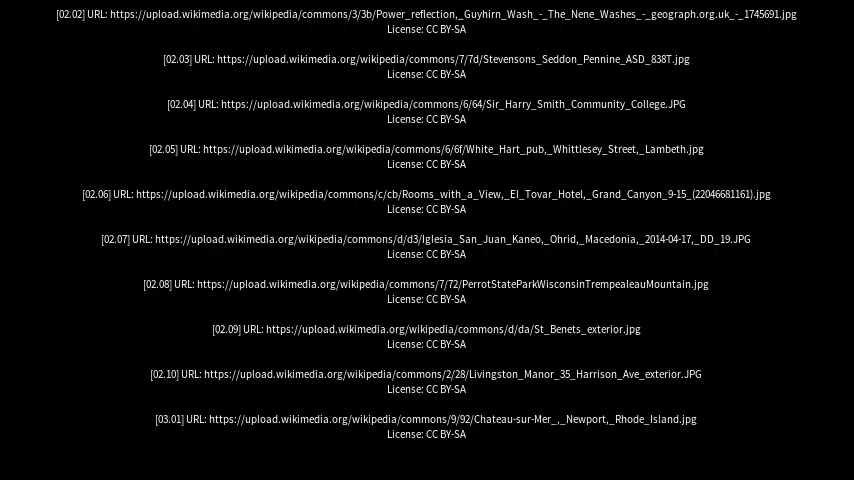 [02.02] URL: https://upload.wikimedia.org/wikipedia/commons/3/3b/Power_reflection,_Guyhirn_Wash_-_The_Nene_Washes_-_geograph.org.uk_-_1745691.jpg
License: CC BY-SA
[02.03] URL: https://upload.wikimedia.org/wikipedia/commons/7/7d/Stevensons_Seddon_Pennine_ASD_838T.jpg
License: CC BY-SA
[02.04] URL: https://upload.wikimedia.org/wikipedia/commons/6/64/Sir_Harry_Smith_Community_College.JPG
License: CC BY-SA
[02.05] URL: https://upload.wikimedia.org/wikipedia/commons/6/6f/White_Hart_pub,_Whittlesey_Street,_Lambeth.jpg
License: CC BY-SA
[02.06] URL: https://upload.wikimedia.org/wikipedia/commons/c/cb/Rooms_with_a_View,_El_Tovar_Hotel,_Grand_Canyon_9-15_(22046681161).jpg
License: CC BY-SA
[02.07] URL: https://upload.wikimedia.org/wikipedia/commons/d/d3/Iglesia_San_Juan_Kaneo,_Ohrid,_Macedonia,_2014-04-17,_DD_19.JPG
License: CC BY-SA
[02.08] URL: https://upload.wikimedia.org/wikipedia/commons/7/72/PerrotStateParkWisconsinTrempealeauMountain.jpg
License: CC BY-SA
[02.09] URL: https://upload.wikimedia.org/wikipedia/commons/d/da/St_Benets_exterior.jpg
License: CC BY-SA
[02.10] URL: https://upload.wikimedia.org/wikipedia/commons/2/28/Livingston_Manor_35_Harrison_Ave_exterior.JPG
License: CC BY-SA
[03.01] URL: https://upload.wikimedia.org/wikipedia/commons/9/92/Chateau-sur-Mer_,_Newport,_Rhode_Island.jpg
License: CC BY-SA